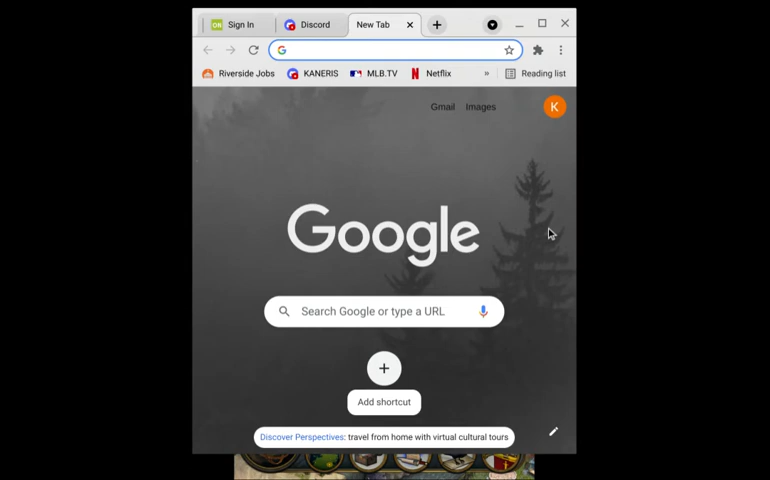 OR Sign In Discord New Tab
G
Riverside Jobs KANERIS MLB.TV Netflix » Reading list
Gmail Images K
Google
Search Google or type a URL
Add shortcut
Discover Perspectives: travel from home with virtual cultural tours